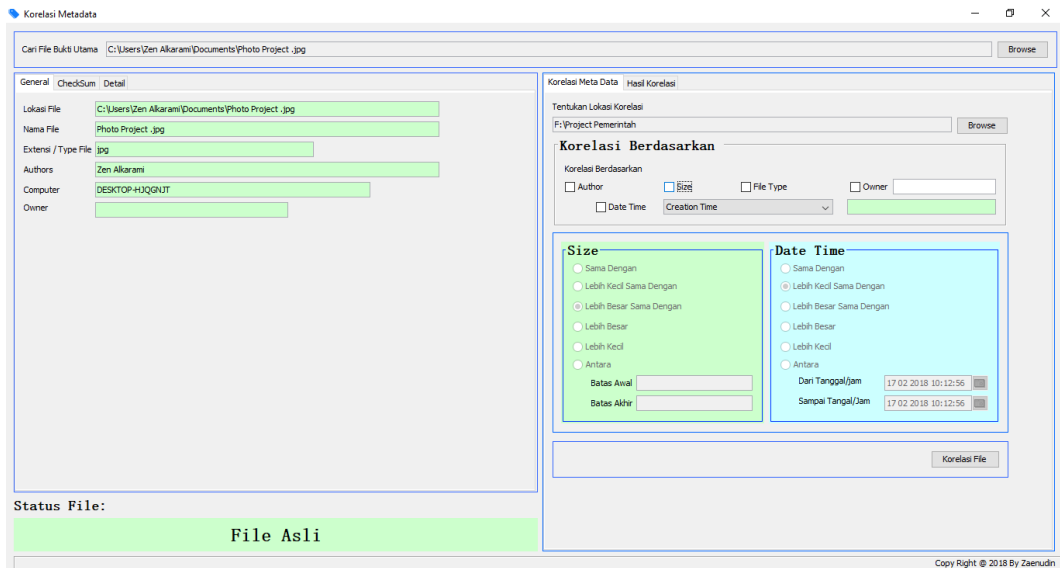 Korelasi Metadata
Cari File Bukti Utama C:\Users\Zen Alkarami\Documents\Photo Project .jpg Browse
General CheckSum Detail
Lokasi File C:\Users\Zen Alkarami\Documents\Photo Project .jpg
Nama File Photo Project .jpg
Extensi / Type File jpg
Authors Zen Alkarami
Computer DESKTOP-HJQGNJT
Owner
Status File:
File Asli
Korelasi Meta Data Hasil Korelasi
Tentukan Lokasi Korelasi
F:\Project Pemerintah Browse
Korelasi Berdasarkan
Korelasi Berdasarkan
Author Size File Type Owner
Date Time Creation Time
Size
Sama Dengan
Lebih Kecil Sama Dengan
Lebih Besar Sama Dengan
Lebih Besar
Lebih Kecil
Antara
Batas Awal
Batas Akhir
Date Time
Sama Dengan
Lebih Kecil Sama Dengan
Lebih Besar Sama Dengan
Lebih Besar
Lebih Kecil
Antara
Dari Tanggal/jam 17 02 2018 10:12:56
Sampai Tangal/Jam 17 02 2018 10:12:56
Korelasi File
Copy Right @ 2018 By Zaenudin